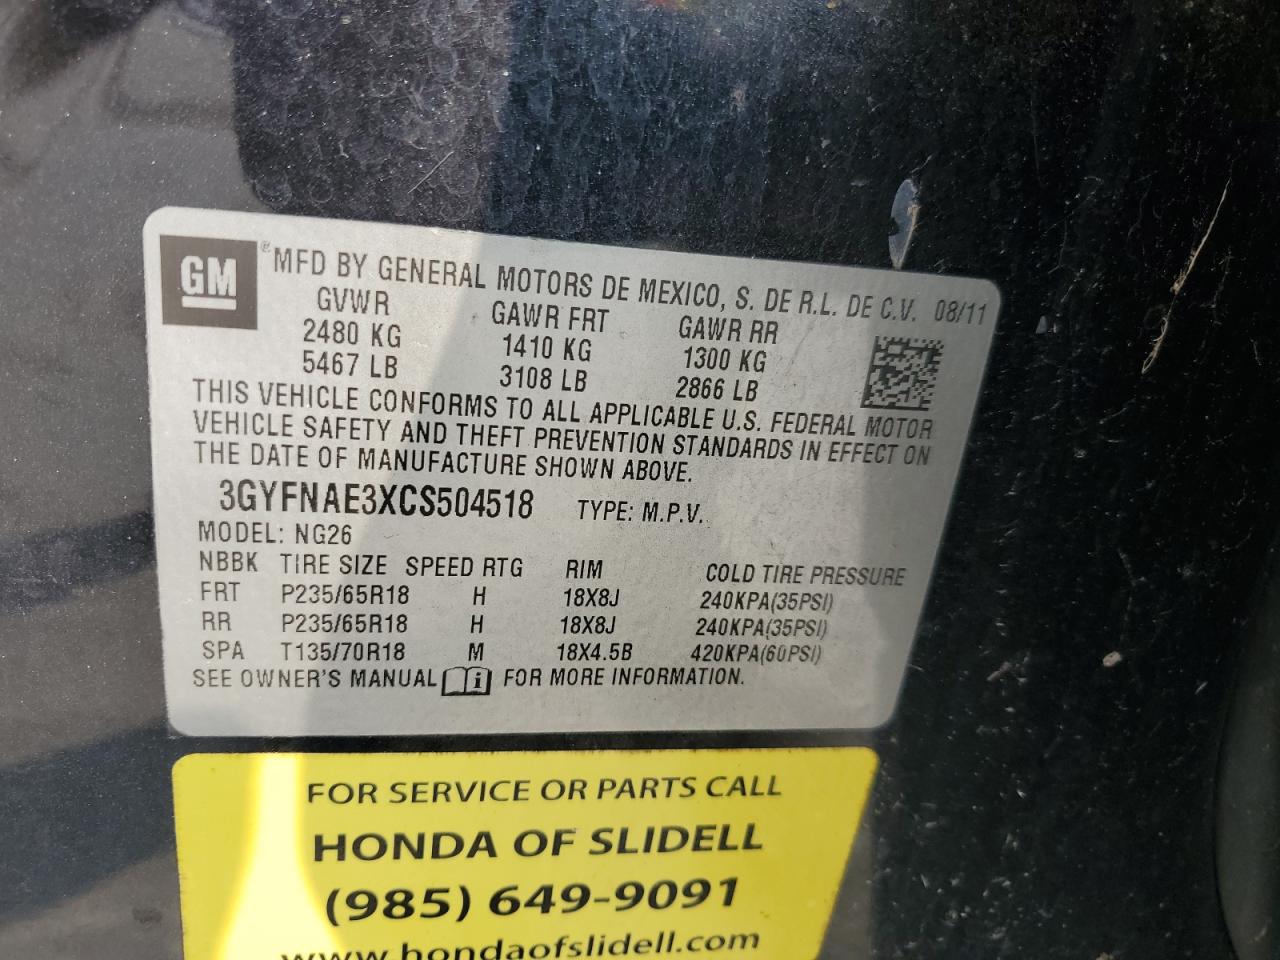 GM ® MFD BY GENERAL MOTORS DE MEXICO, S. DE R.L. DE C.V. 08/11
GVWR GAWR FRT GAWR RR
2480 KG 1410 KG 1300 KG
5467 LB 3108 LB 2866 LB
THIS VEHICLE CONFORMS TO ALL APPLICABLE U.S. FEDERAL MOTOR
VEHICLE SAFETY AND THEFT PREVENTION STANDARDS IN EFFECT ON
THE DATE OF MANUFACTURE SHOWN ABOVE.
3GYFNAE3XCS504518 TYPE: M.P.V.
MODEL: NG26
NBBK TIRE SIZE SPEED RTG RIM COLD TIRE PRESSURE
FRT P235/65R18 H 18X8J 240KPA(35PSI)
RR P235/65R18 H 18X8J 240KPA(35PSI)
SPA T135/70R18 M 18X4.5B 420KPA(60PSI)
SEE OWNER'S MANUAL i FOR MORE INFORMATION.
FOR SERVICE OR PARTS CALL
HONDA OF SLIDELL
(985) 649-9091
www.hondaofslidell.com